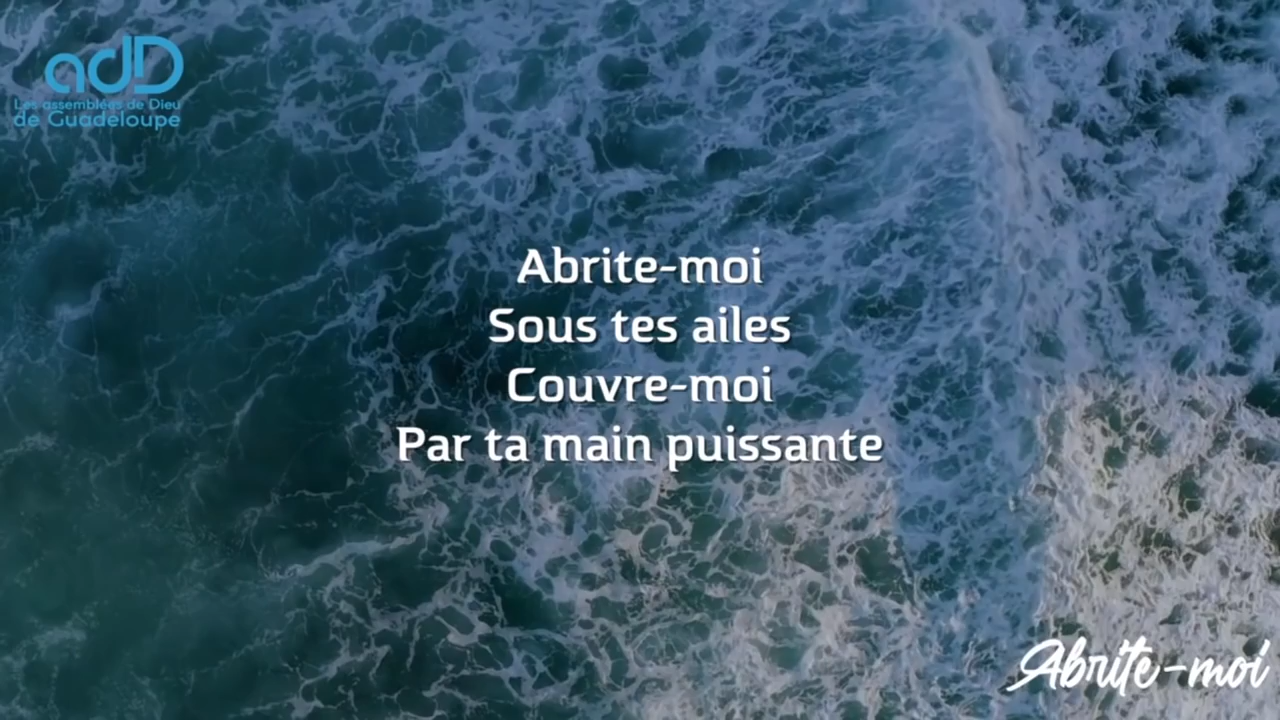 adD
Les assemblées de Dieu
de Guadeloupe
Abrite-moi
Sous tes ailes
Couvre-moi
Par ta main puissante
Abrite-moi